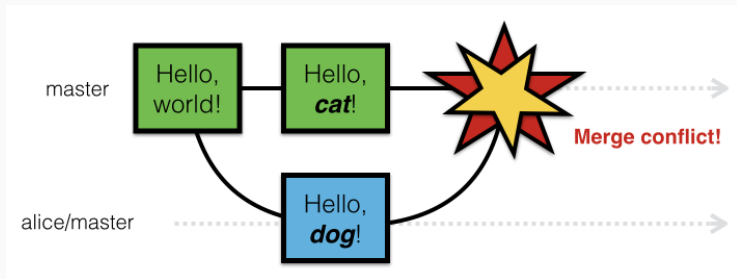 master
Hello,
world!
Hello,
cat!
Merge conflict!
alice/master
Hello,
dog!